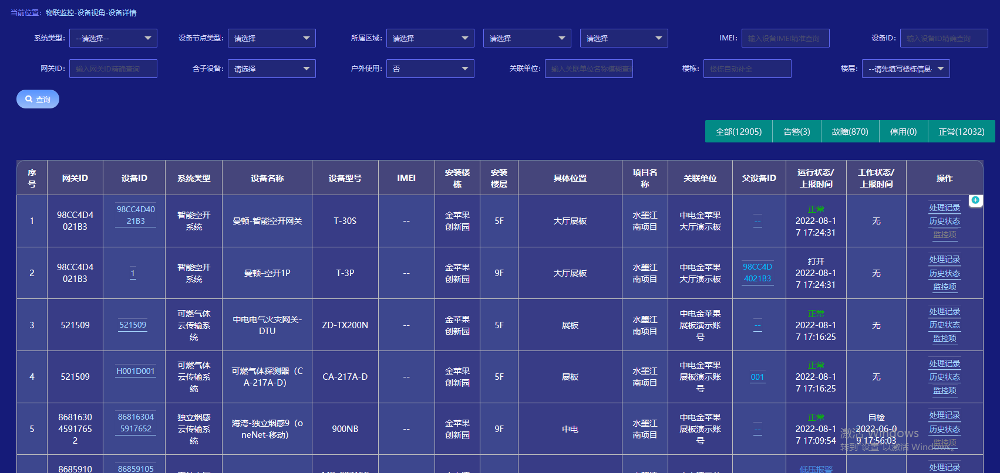 当前位置：物联监控-设备视角-设备详情
系统类型： --请选择-- 设备节点类型： 请选择 所属区域： 请选择 请选择 请选择 IMEI： 输入设备IMEI精准查询 设备ID： 输入设备ID精确查询
网关ID： 输入网关ID精确查询 含子设备： 请选择 户外使用： 否 关联单位： 输入关联单位名称模糊查询 楼栋： 楼栋自动补全 楼层： --请先填写楼栋信息
查询
全部(12905) 告警(3) 故障(870) 停用(0) 正常(12032)
序号 网关ID 设备ID 系统类型 设备名称 设备型号 IMEI 安装楼栋 安装楼层 具体位置 项目名称 关联单位 父设备ID 运行状态/上报时间 工作状态/上报时间 操作
1 98CC4D4021B3 98CC4D4021B3 智能空开系统 曼顿-智能空开网关 T-30S -- 金苹果创新园 5F 大厅展板 水墨江南项目 中电金苹果大厅演示板 -- 正常 2022-08-17 17:24:31 无 处理记录 历史状态 监控项
2 98CC4D4021B3 1 智能空开系统 曼顿-空开1P T-3P -- 金苹果创新园 9F 大厅展板 水墨江南项目 中电金苹果大厅演示板 98CC4D4021B3 打开 2022-08-17 17:24:31 无 处理记录 历史状态 监控项
3 521509 521509 可燃气体云传输系统 中电电气火灾网关-DTU ZD-TX200N -- 金苹果创新园 5F 展板 水墨江南项目 中电金苹果展板演示账号 -- 正常 2022-08-17 17:16:25 无 处理记录 历史状态 监控项
4 521509 H001D001 可燃气体云传输系统 可燃气体探测器（CA-217A-D） CA-217A-D -- 金苹果创新园 5F 展板 水墨江南项目 中电金苹果展板演示账号 001 正常 2022-08-17 17:16:25 无 处理记录 历史状态 监控项
5 868163045917652 868163045917652 独立烟感云传输系统 海湾-独立烟感9（oneNet-移动） 900NB -- 金苹果创新园 9F 中电 水墨江南项目 中电金苹果展板演示账号 -- 正常 2022-08-17 17:09:54 自检 2022-06-09 17:56:03 处理记录 历史状态 监控项
8685910 86859105 低压报警 处理记录
激活 Windows
转到"设置"以激活 Windows。